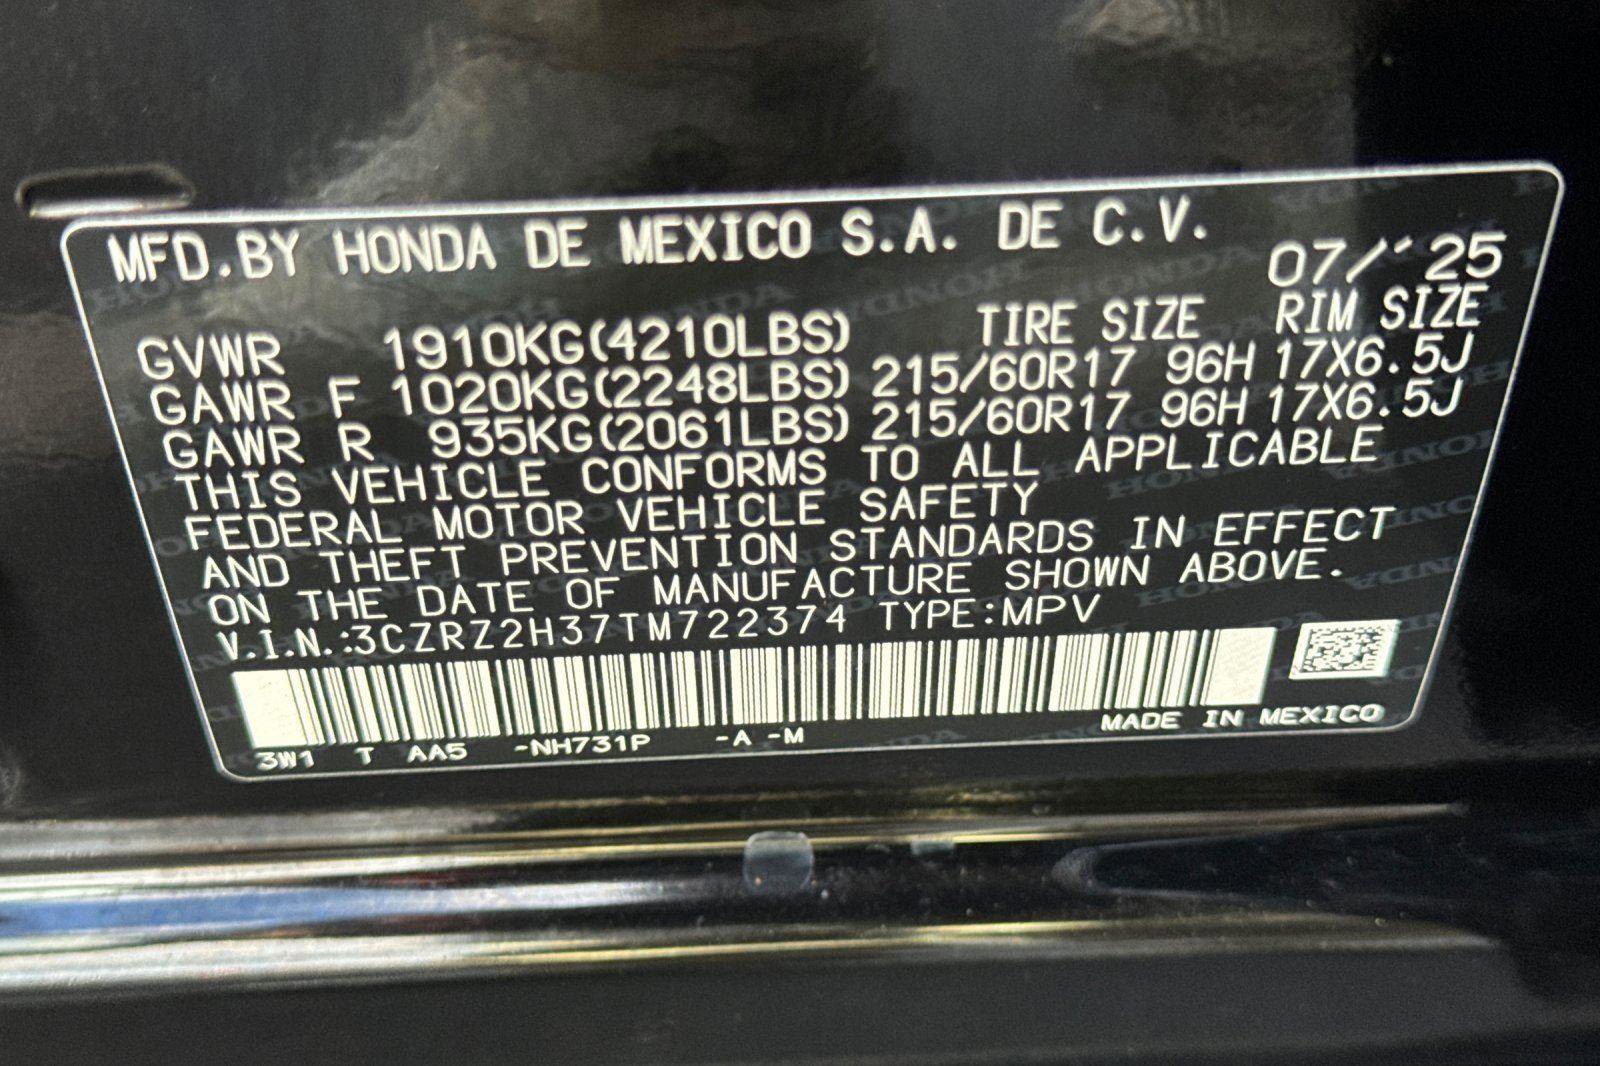 MFD.BY HONDA DE MEXICO S.A. DE C.V.
07/'25
GVWR 1910KG(4210LBS) TIRE SIZE RIM SIZE
GAWR F 1020KG(2248LBS) 215/60R17 96H 17X6.5J
GAWR R 935KG(2061LBS) 215/60R17 96H 17X6.5J
THIS VEHICLE CONFORMS TO ALL APPLICABLE
FEDERAL MOTOR VEHICLE SAFETY
AND THEFT PREVENTION STANDARDS IN EFFECT
ON THE DATE OF MANUFACTURE SHOWN ABOVE.
V.I.N.:3CZRZ2H37TM722374 TYPE:MPV
3W1 T AA5 -NH731P -A -M MADE IN MEXICO